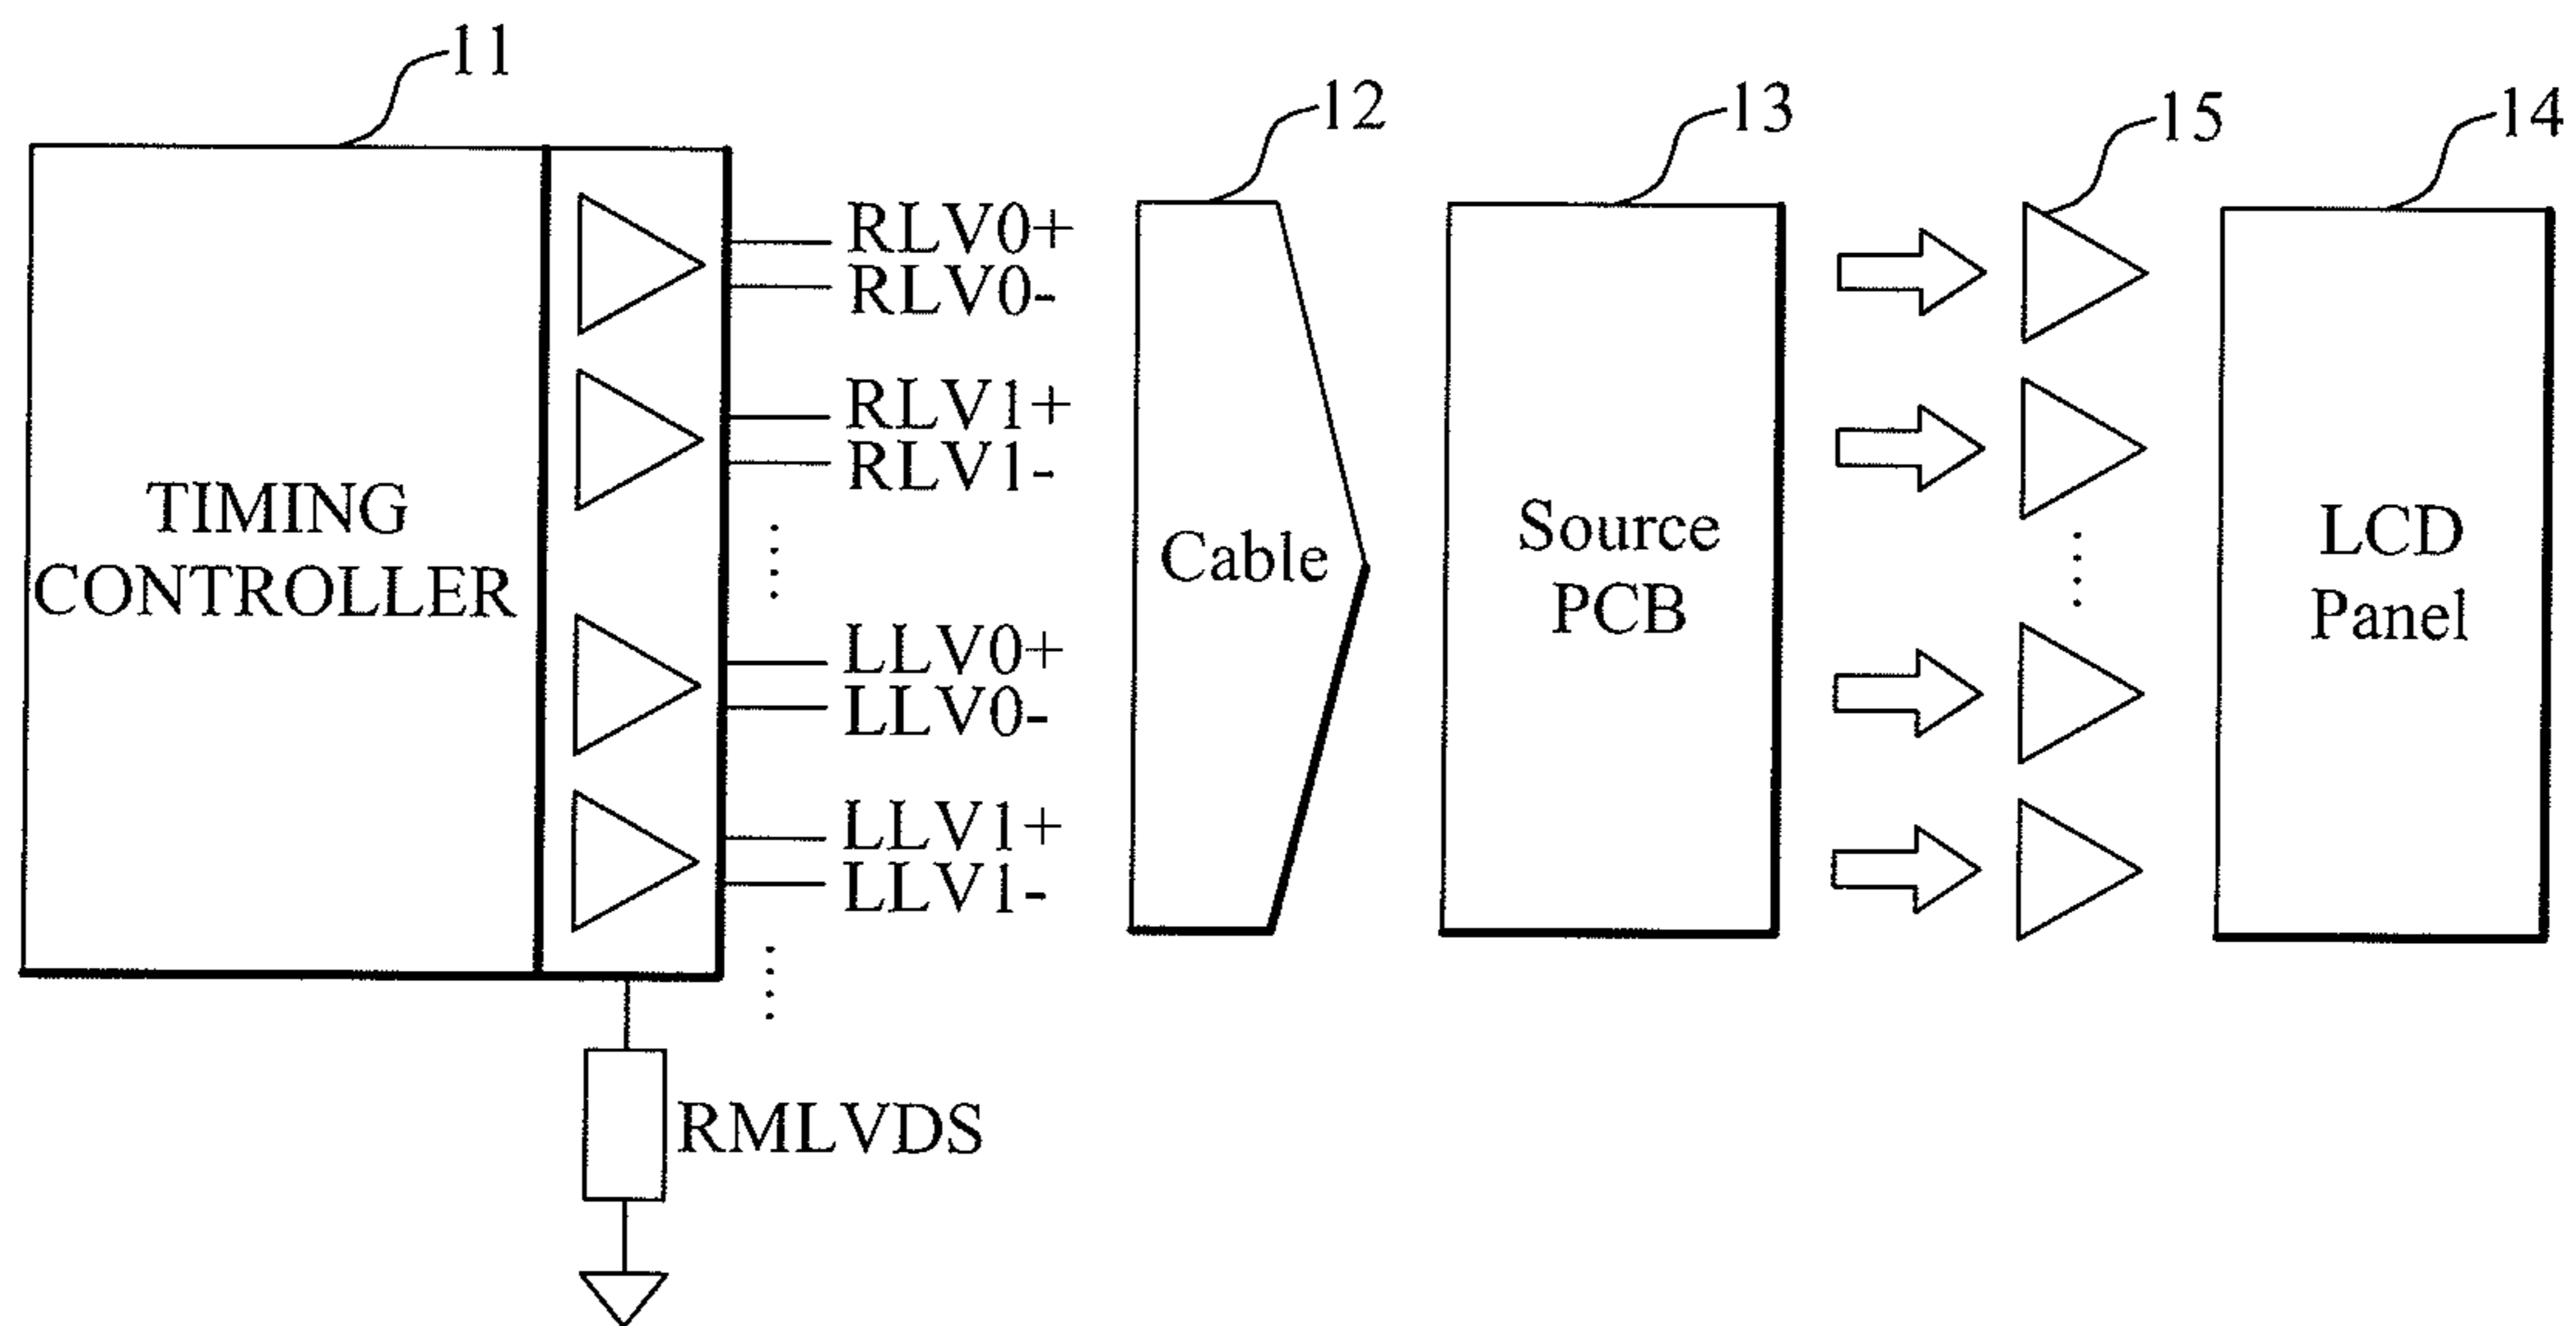 11
12
13
15
14
TIMING
CONTROLLER
RLV0+
RLV0-
RLV1+
RLV1-
LLV0+
LLV0-
LLV1+
LLV1-
Cable
Source
PCB
LCD
Panel
RMLVDS